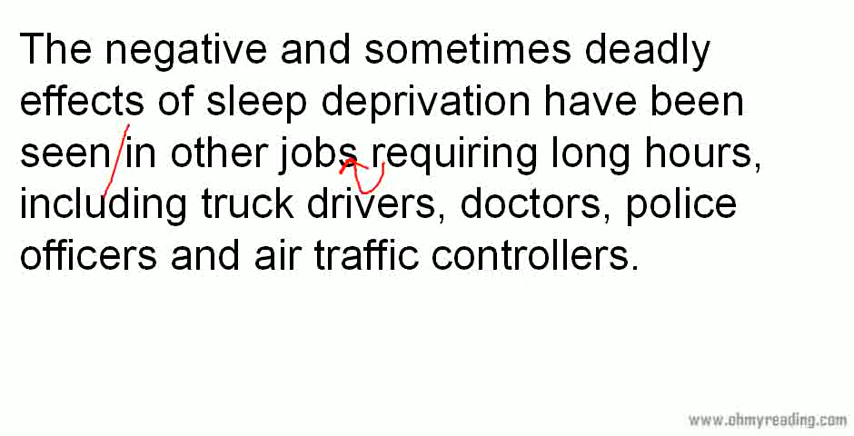 The negative and sometimes deadly
effects of sleep deprivation have been
seen in other jobs requiring long hours,
including truck drivers, doctors, police
officers and air traffic controllers.
www.ohmyreading.com